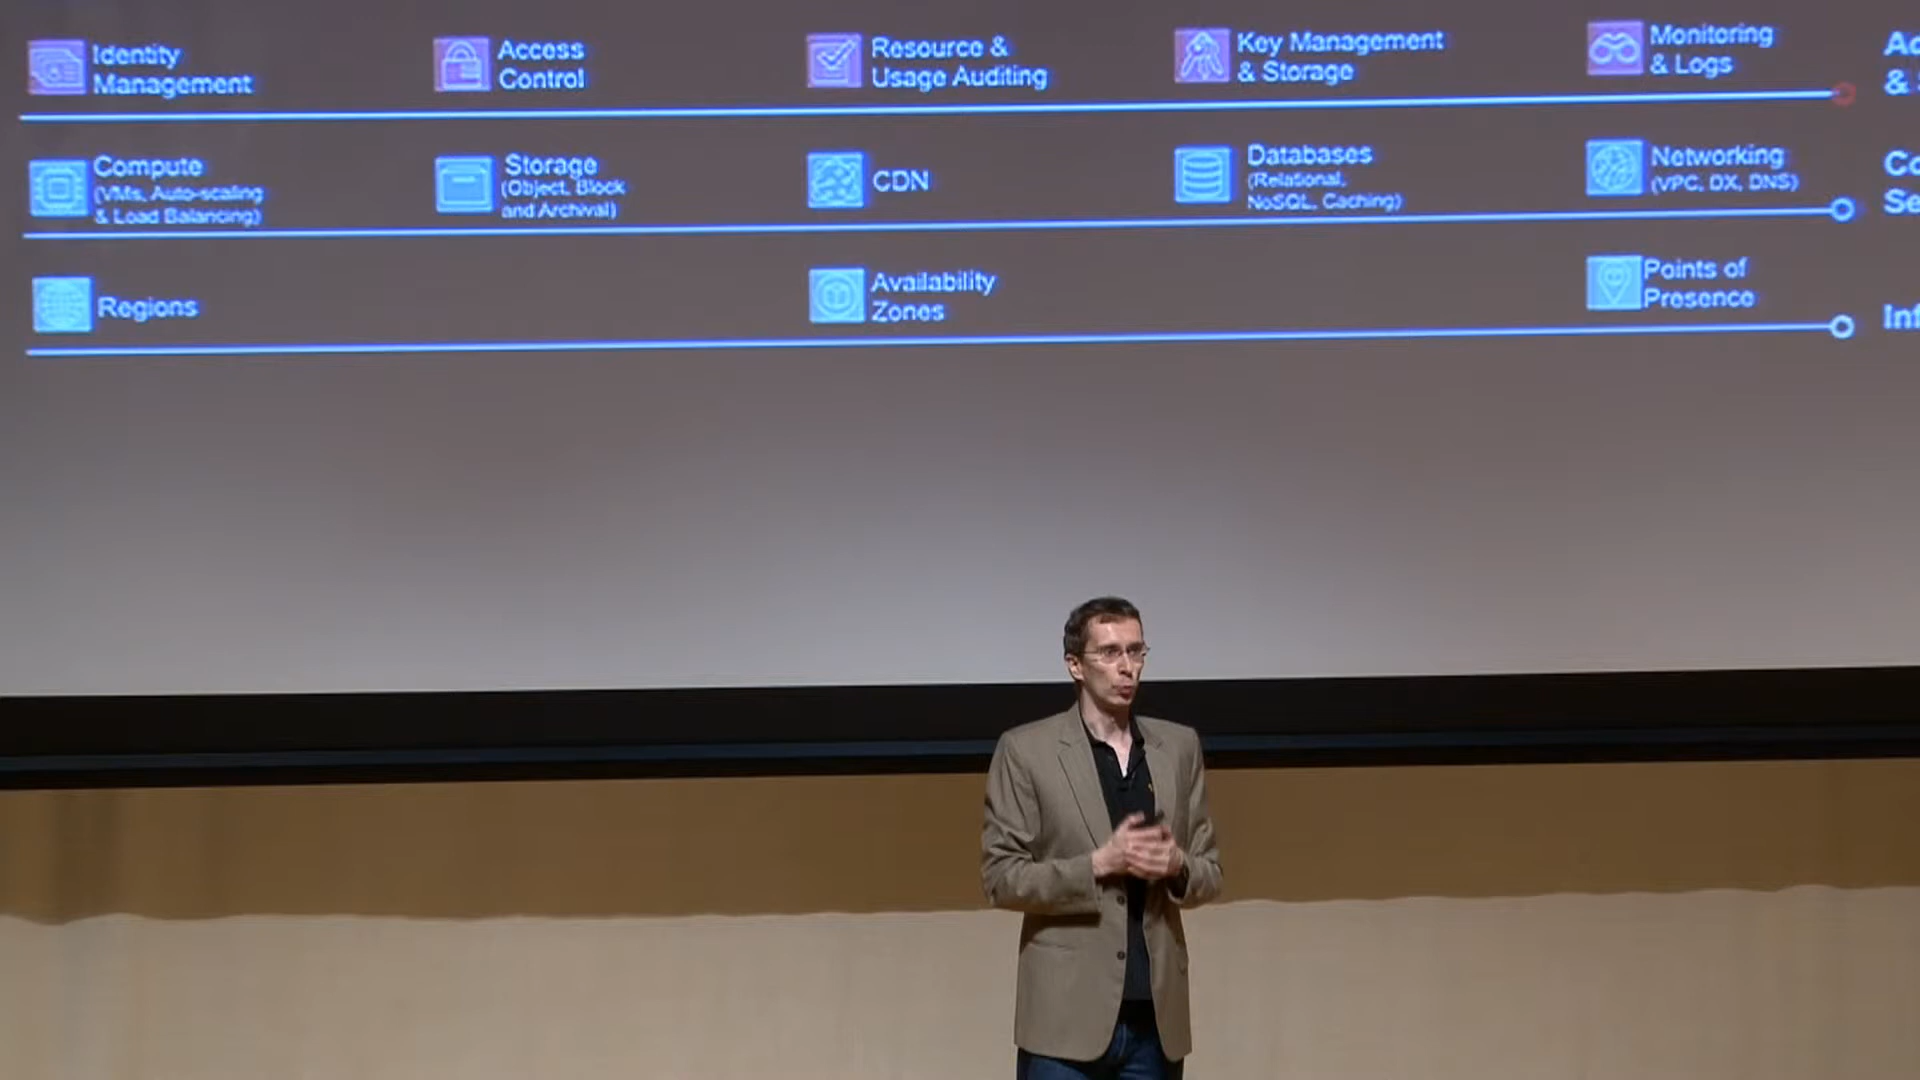 Identity
Management
Access
Control
Resource &
Usage Auditing
Key Management
& Storage
Monitoring
& Logs
Compute
(VMs, Auto-scaling
& Load Balancing)
Storage
(Object, Block
and Archival)
CDN
Databases
(Relational,
NoSQL, Caching)
Networking
(VPC, DX, DNS)
Regions
Availability
Zones
Points of
Presence